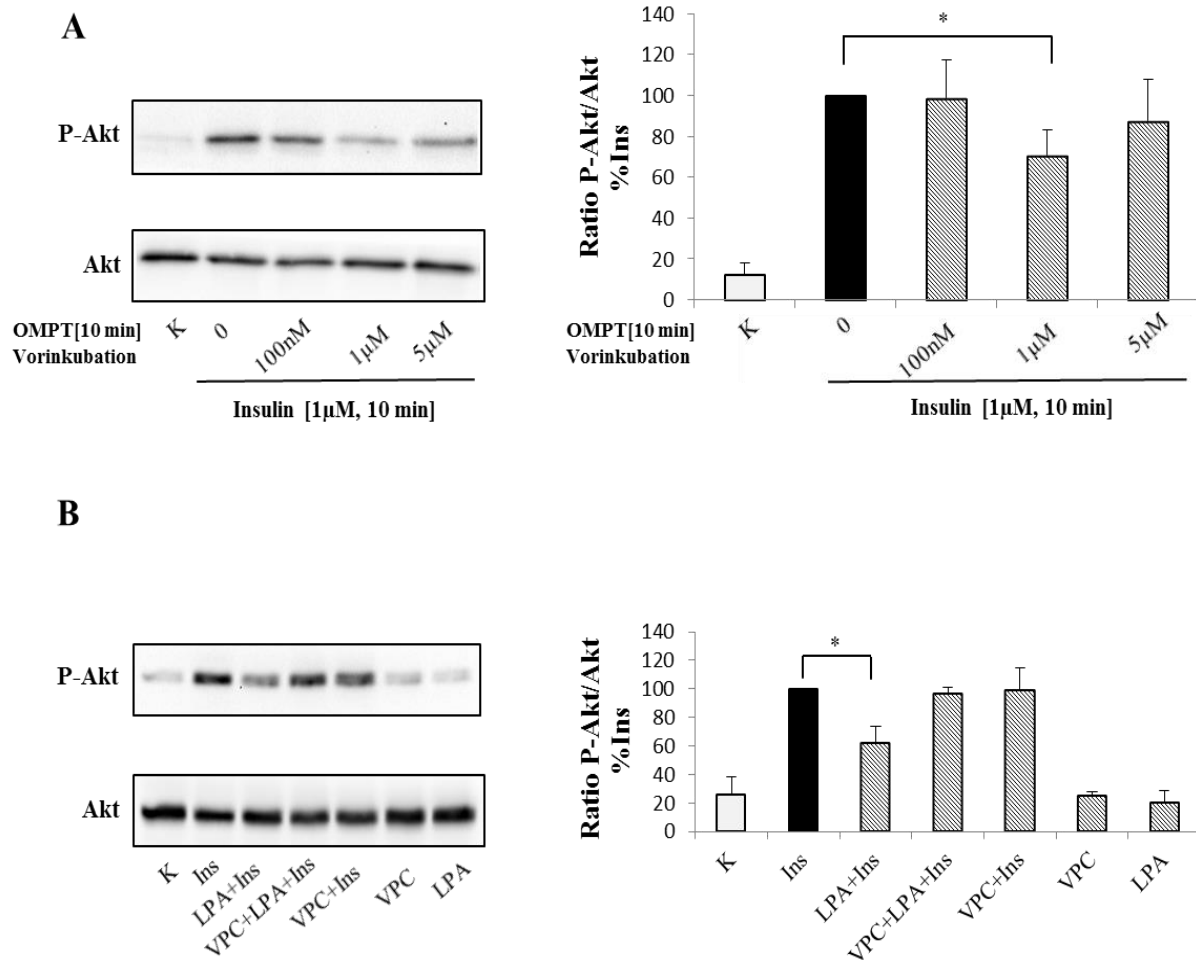 A
P-Akt
Akt
OMPT[10 min]
Vorinkubation
K
0
100nM
1µM
5µM
Insulin [1µM, 10 min]
Ratio P-Akt/Akt
%Ins
140
120
100
80
60
40
20
0
*
OMPT[10 min]
Vorinkubation
K
0
100nM
1µM
5µM
Insulin [1µM, 10 min]
B
P-Akt
Akt
K
Ins
LPA+Ins
VPC+LPA+Ins
VPC+Ins
VPC
LPA
Ratio P-Akt/Akt
%Ins
140
120
100
80
60
40
20
0
*
K
Ins
LPA+Ins
VPC+LPA+Ins
VPC+Ins
VPC
LPA